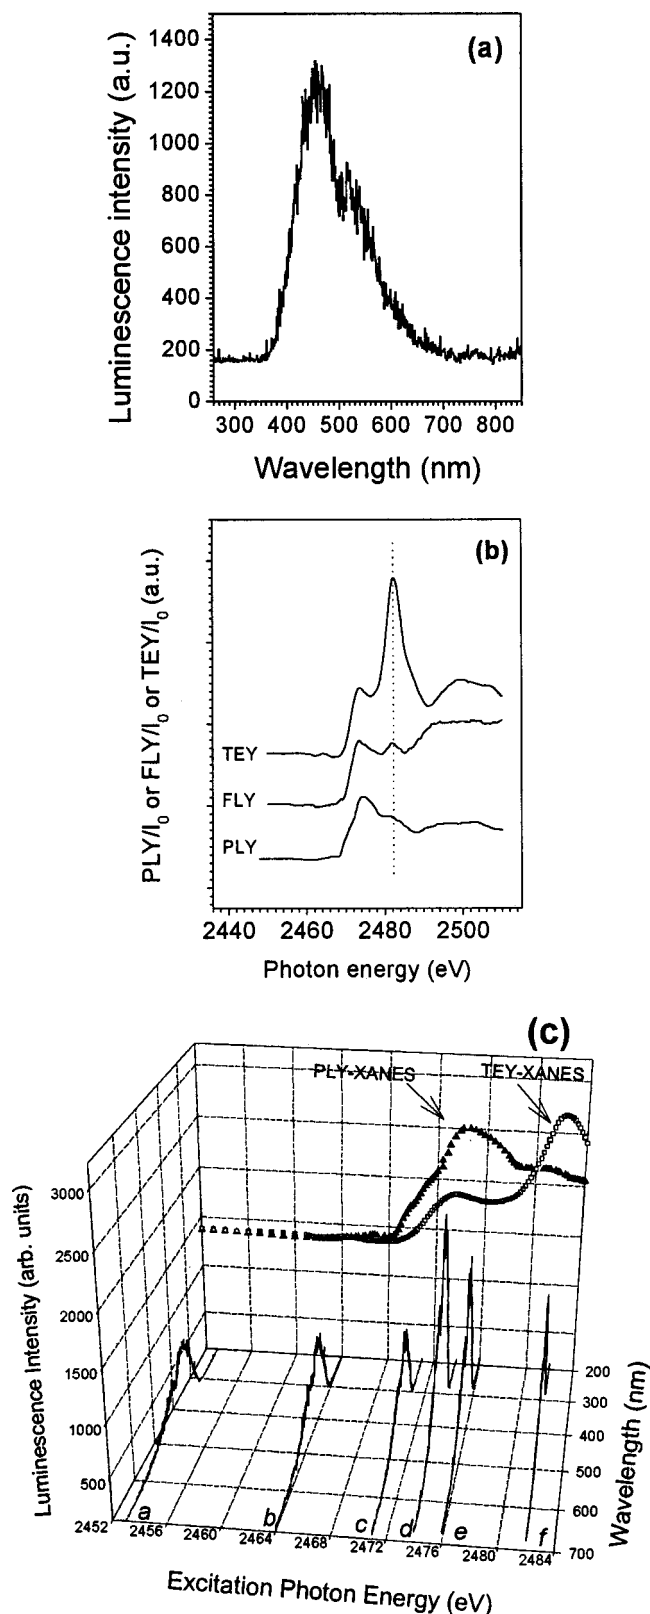 (a)
Luminescence intensity (a.u.)
1400
1200
1000
800
600
400
200
0
300 400 500 600 700 800
Wavelength (nm)
(b)
PLY/I0 or FLY/I0 or TEY/I0 (a.u.)
TEY
FLY
PLY
2440 2460 2480 2500
Photon energy (eV)
(c)
PLY-XANES
TEY-XANES
Luminescence Intensity (arb. units)
3000
2500
2000
1500
1000
500
a b c d e f
2452 2456 2460 2464 2468 2472 2476 2480 2484
200
300
400
500
600
700
Wavelength (nm)
Excitation Photon Energy (eV)